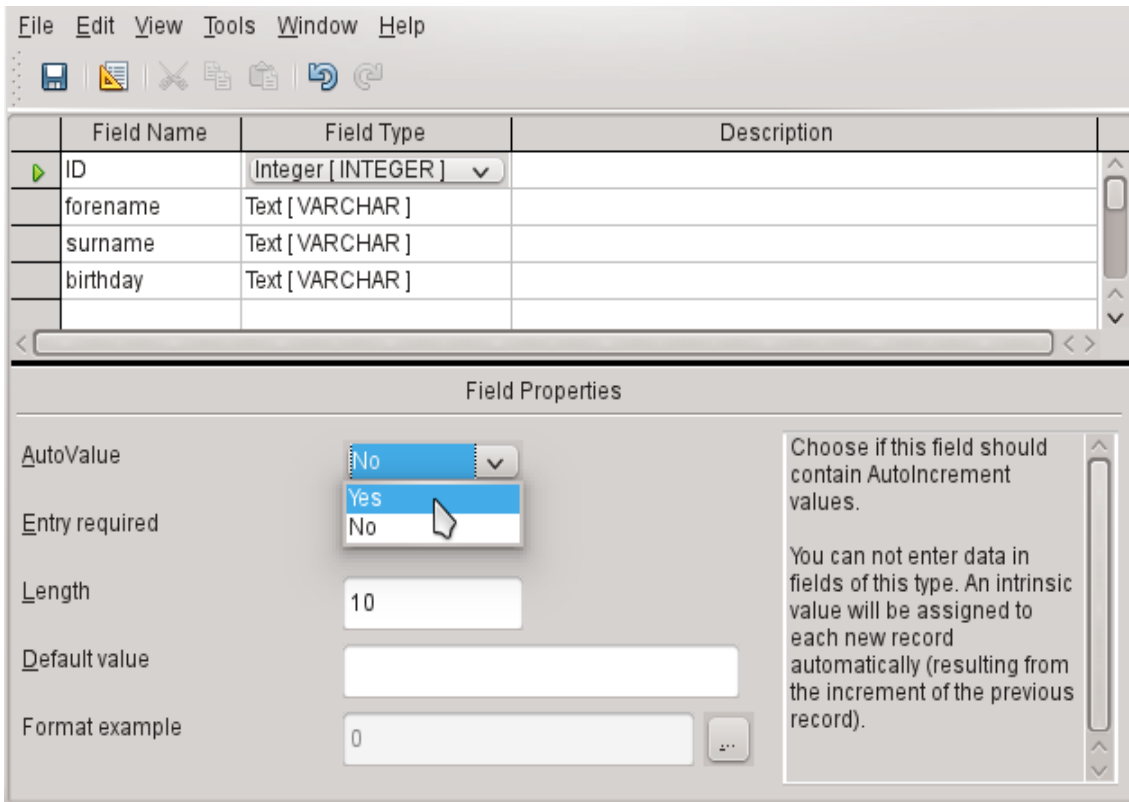 File Edit View Tools Window Help
Field Name Field Type Description
ID Integer [ INTEGER ]
forename Text [ VARCHAR ]
surname Text [ VARCHAR ]
birthday Text [ VARCHAR ]
Field Properties
AutoValue No
Yes
No
Entry required
Length 10
Default value
Format example 0 ...
Choose if this field should
contain AutoIncrement
values.
You can not enter data in
fields of this type. An intrinsic
value will be assigned to
each new record
automatically (resulting from
the increment of the previous
record).